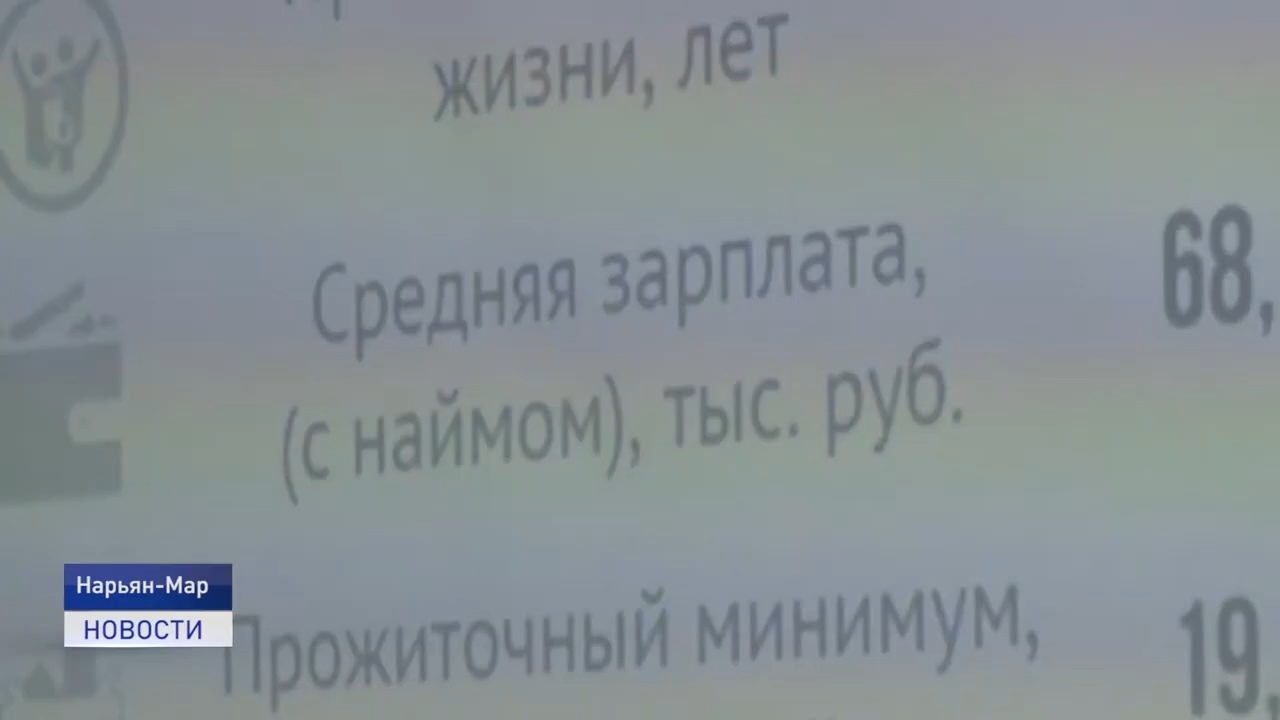 жизни, лет
Средняя зарплата,
(с наймом), тыс. руб.
68,
Прожиточный минимум,
19,
Нарьян-Мар
НОВОСТИ